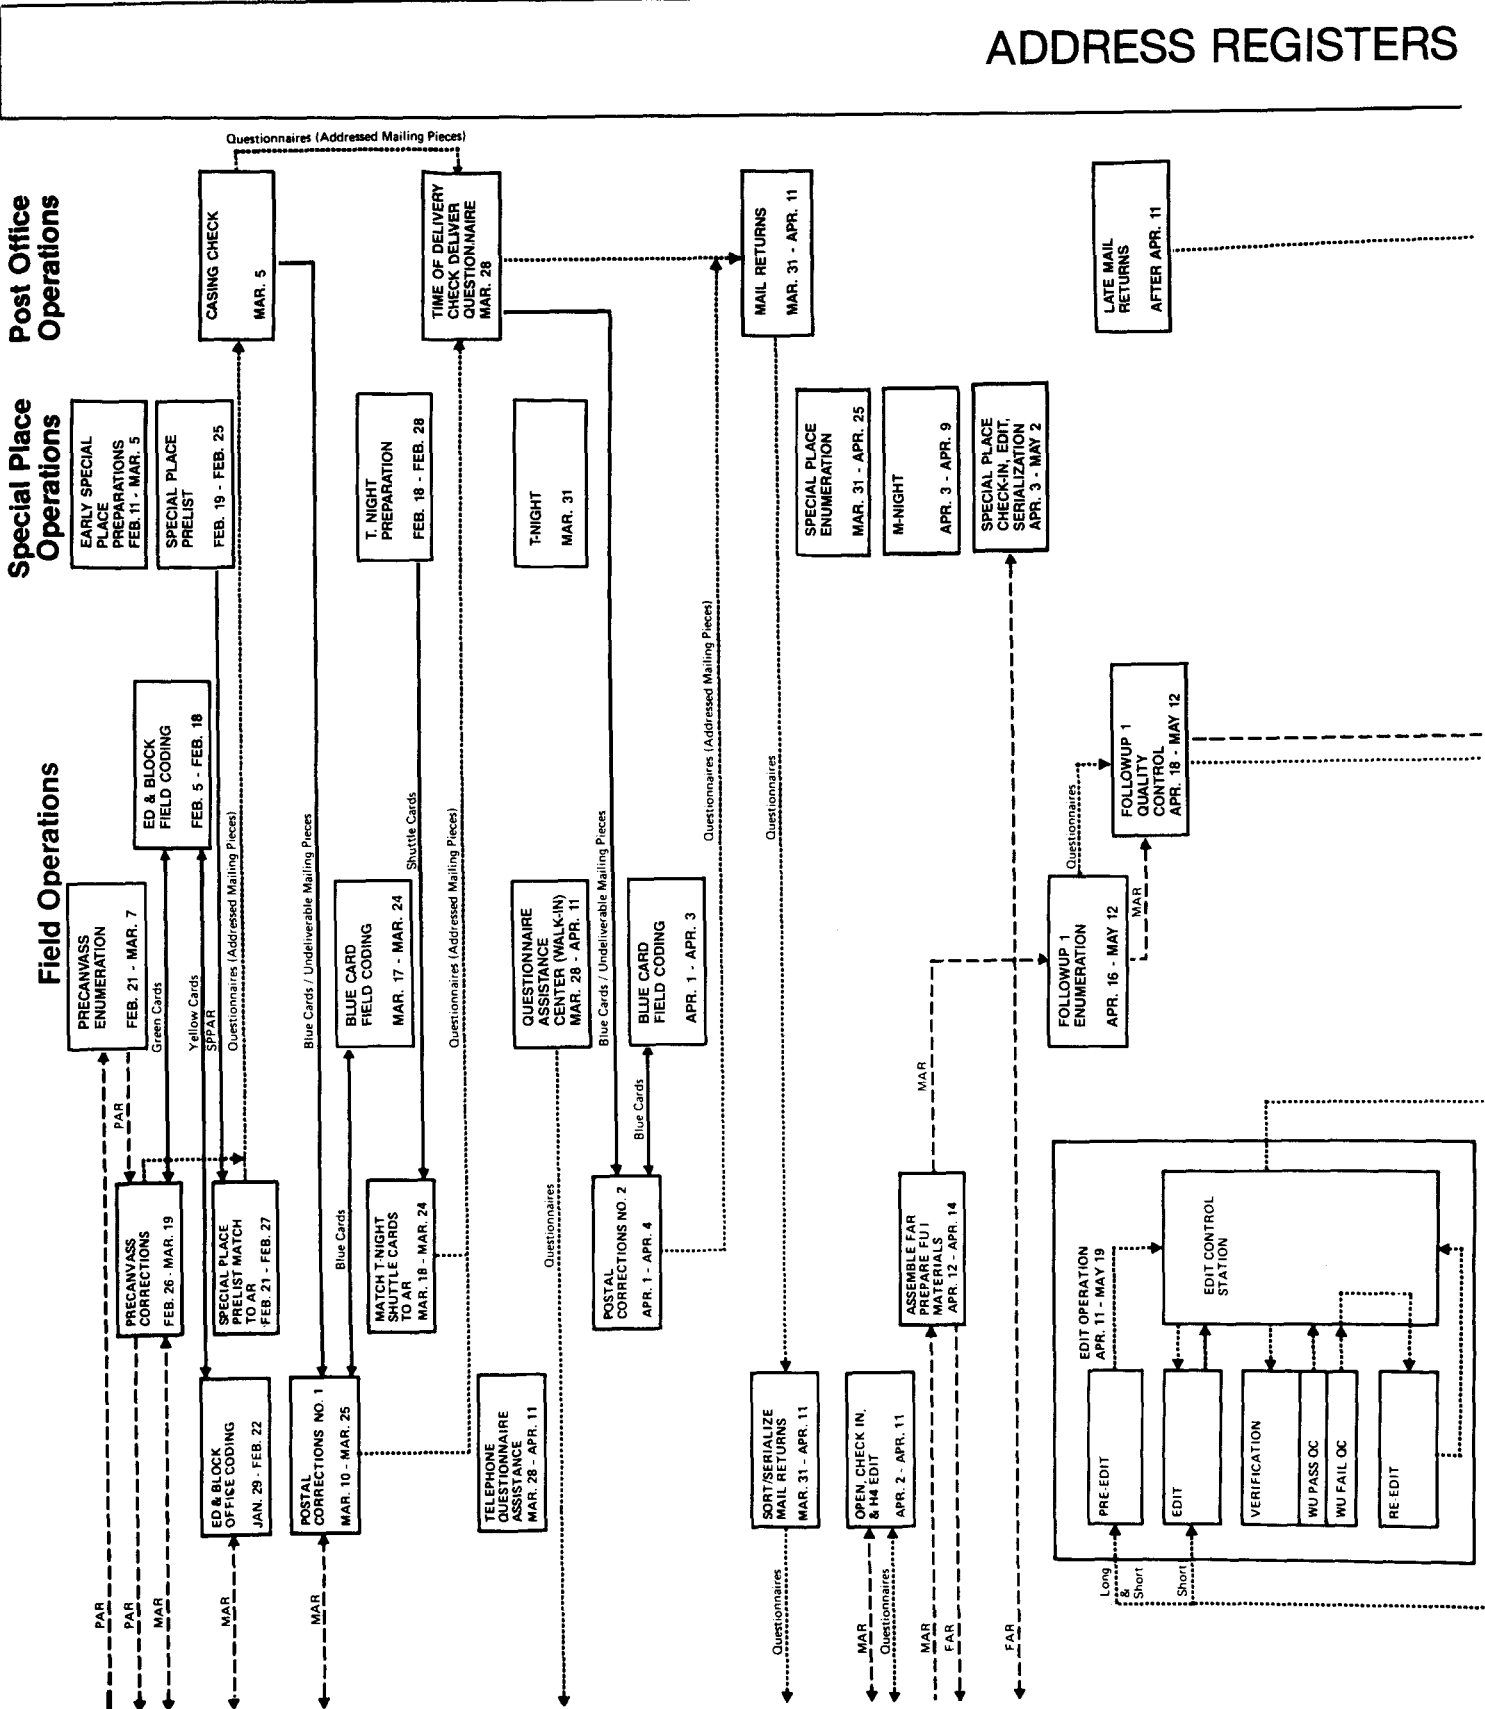 ADDRESS REGISTERS
Post Office
Operations
Questionnaires (Addressed Mailing Pieces)
CASING CHECK
MAR. 5
TIME OF DELIVERY
CHECK DELIVER
QUESTIONNAIRE
MAR. 28
MAIL RETURNS
MAR. 31 - APR. 11
LATE MAIL
RETURNS
AFTER APR. 11
Special Place
Operations
EARLY SPECIAL
PLACE
PREPARATIONS
FEB. 11 - MAR. 5
SPECIAL PLACE
PRELIST
FEB. 19 - FEB. 25
T. NIGHT
PREPARATION
FEB. 18 - FEB. 28
T-NIGHT
MAR. 31
SPECIAL PLACE
ENUMERATION
MAR. 31 - APR. 25
M-NIGHT
APR. 3 - APR. 9
SPECIAL PLACE
CHECK-IN, EDIT,
SERIALIZATION
APR. 3 - MAY 2
Field Operations
PRECANVASS
ENUMERATION
FEB. 21 - MAR. 7
ED & BLOCK
FIELD CODING
FEB. 5 - FEB. 18
BLUE CARD
FIELD CODING
MAR. 17 - MAR. 24
QUESTIONNAIRE
ASSISTANCE
CENTER (WALK-IN)
MAR. 28 - APR. 11
BLUE CARD
FIELD CODING
APR. 1 - APR. 3
FOLLOWUP 1
ENUMERATION
APR. 16 - MAY 12
FOLLOWUP 1
QUALITY
CONTROL
APR. 18 - MAY 12
PAR
Green Cards
Yellow Cards
SPPAR
Questionnaires (Addressed Mailing Pieces)
Blue Cards / Undeliverable Mailing Pieces
Blue Cards
Shuttle Cards
Questionnaires (Addressed Mailing Pieces)
Questionnaires
Blue Cards / Undeliverable Mailing Pieces
Blue Cards
Questionnaires (Addressed Mailing Pieces)
Questionnaires
MAR
Questionnaires
MAR
PRECANVASS
CORRECTIONS
FEB. 26 - MAR. 19
SPECIAL PLACE
PRELIST MATCH
TO AR
FEB. 21 - FEB. 27
MATCH T-NIGHT
SHUTTLE CARDS
TO AR
MAR. 18 - MAR. 24
POSTAL
CORRECTIONS NO. 2
APR. 1 - APR. 4
ASSEMBLE FAR
PREPARE FU I
MATERIALS
APR. 12 - APR. 14
ED & BLOCK
OFFICE CODING
JAN. 29 - FEB. 22
POSTAL
CORRECTIONS NO. 1
MAR. 10 - MAR. 25
TELEPHONE
QUESTIONNAIRE
ASSISTANCE
MAR. 28 - APR. 11
SORT/SERIALIZE
MAIL RETURNS
MAR. 31 - APR. 11
OPEN, CHECK IN,
& H4 EDIT
APR. 2 - APR. 11
EDIT OPERATION
APR. 11 - MAY 19
EDIT CONTROL
STATION
PRE-EDIT
EDIT
VERIFICATION
WU PASS QC
WU FAIL QC
RE-EDIT
PAR
PAR
MAR
MAR
MAR
Questionnaires
MAR
Questionnaires
MAR
FAR
FAR
Long
&
Short
Short